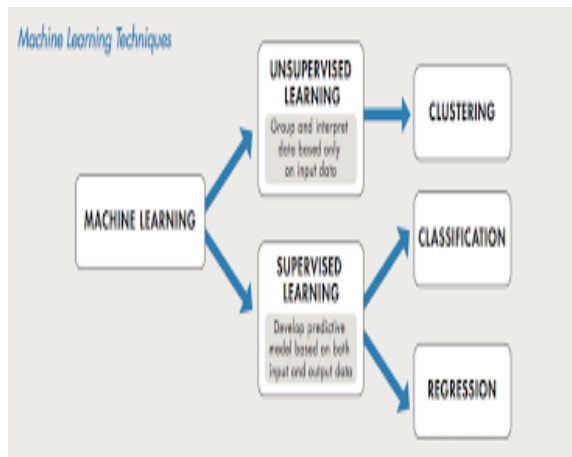 Machine Learning Techniques
UNSUPERVISED
LEARNING
Group and interpret
data based only
on input data
CLUSTERING
MACHINE LEARNING
CLASSIFICATION
SUPERVISED
LEARNING
Develop predictive
model based on both
input and output data
REGRESSION